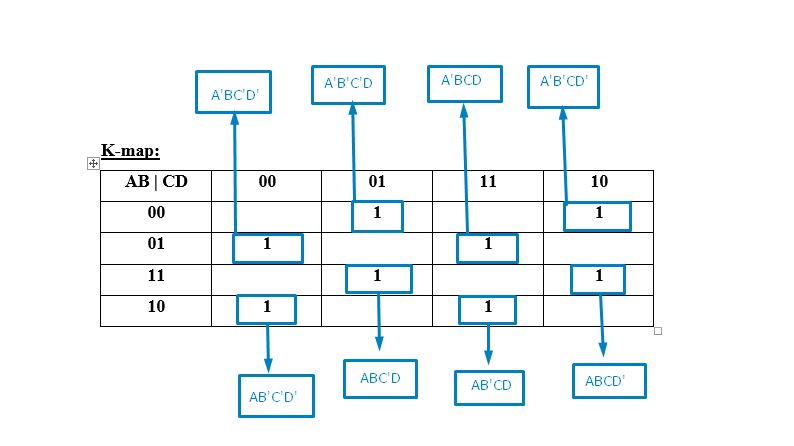 A'BC'D'
A'B'C'D
A'BCD
A'B'CD'
K-map:
AB | CD 00 01 11 10
00 1 1
01 1 1
11 1 1
10 1 1
AB'C'D'
ABC'D
AB'CD
ABCD'